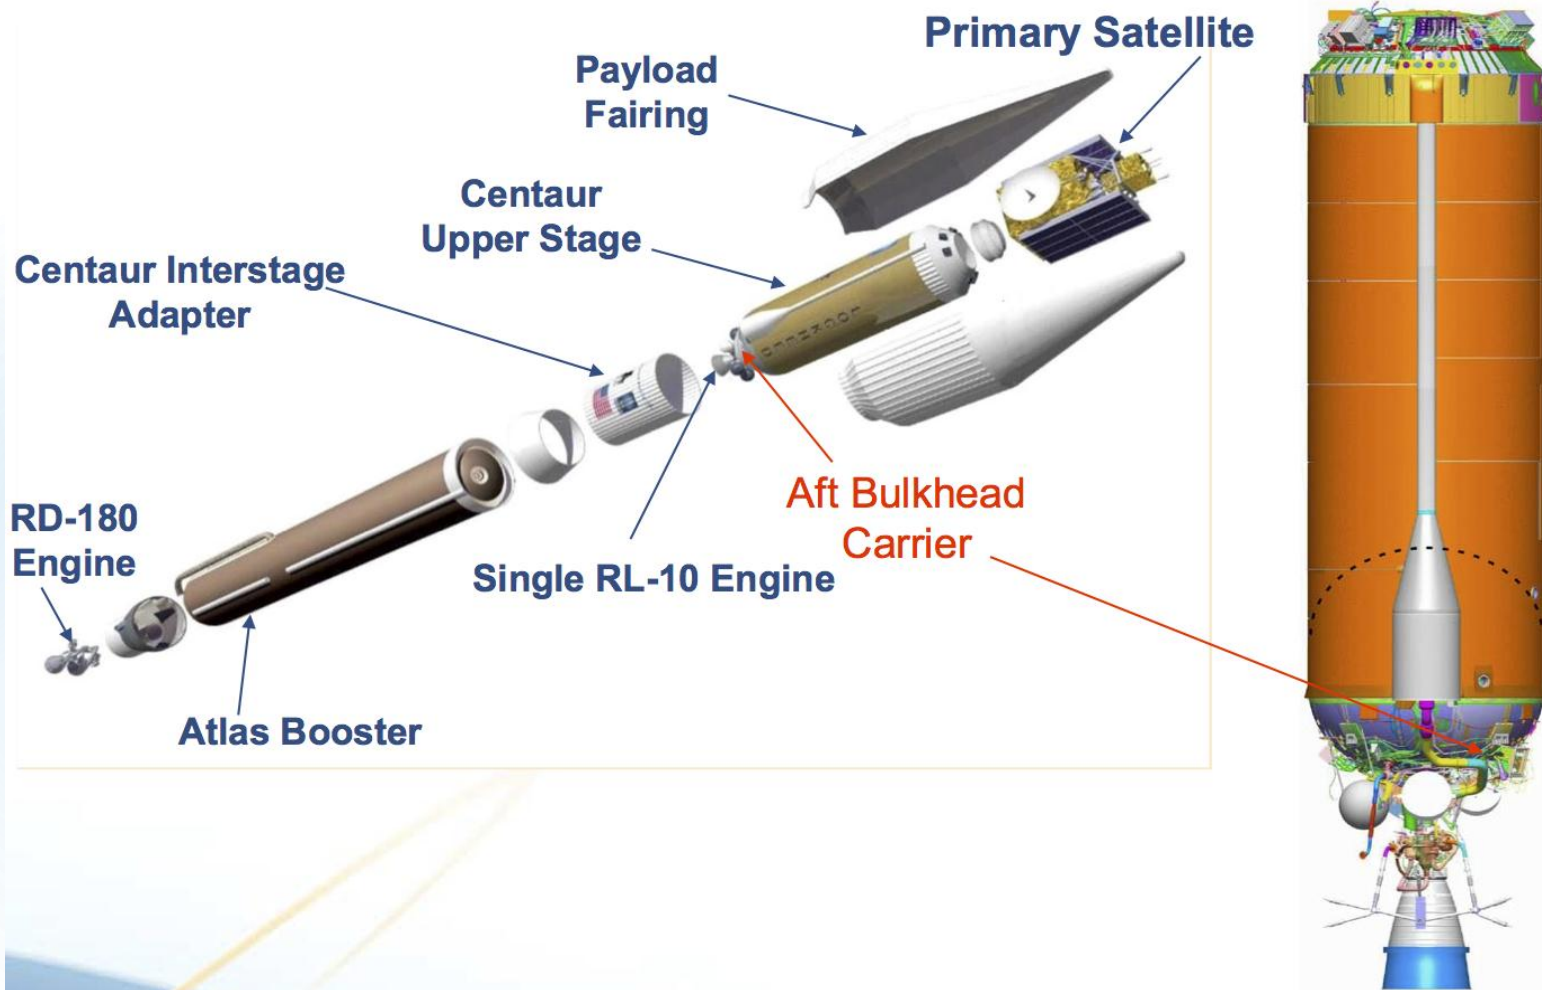 Primary Satellite
Payload
Fairing
Centaur
Upper Stage
Centaur Interstage
Adapter
Aft Bulkhead
Carrier
RD-180
Engine
Single RL-10 Engine
Atlas Booster